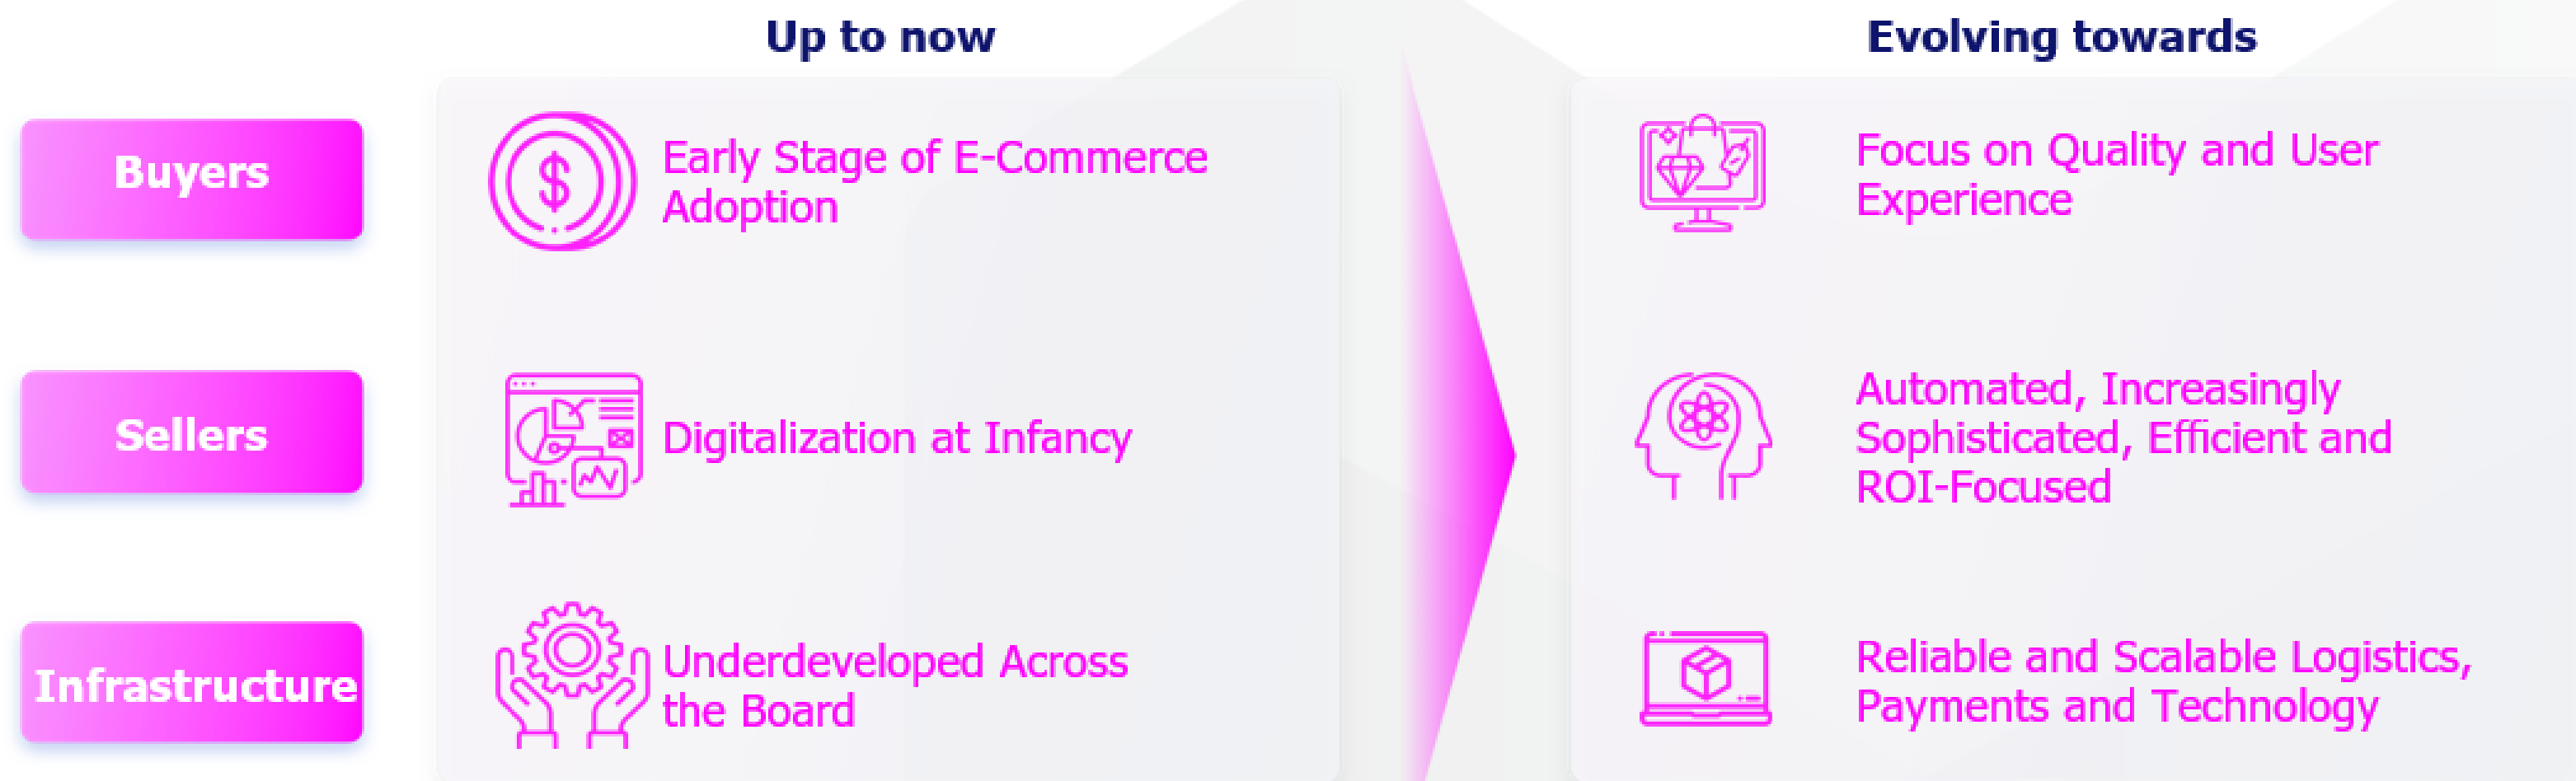 Up to now
Evolving towards
Buyers
Early Stage of E-Commerce
Adoption
Focus on Quality and User
Experience
Sellers
Digitalization at Infancy
Automated, Increasingly
Sophisticated, Efficient and
ROI-Focused
Infrastructure
Underdeveloped Across
the Board
Reliable and Scalable Logistics,
Payments and Technology